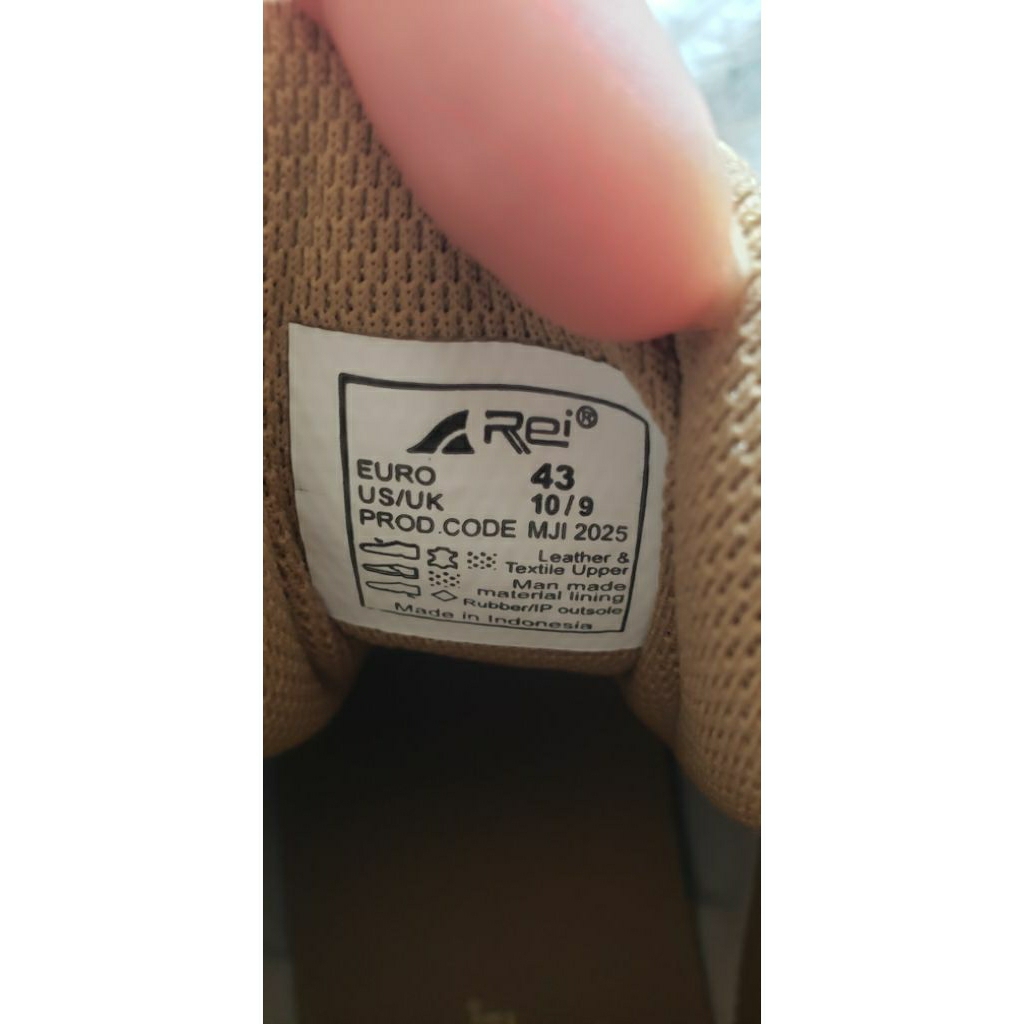 Rei®
EURO 43
US/UK 10/9
PROD.CODE MJI 2025
Leather &
Textile Upper
Man made
material lining
Rubber/IP outsole
Made in Indonesia